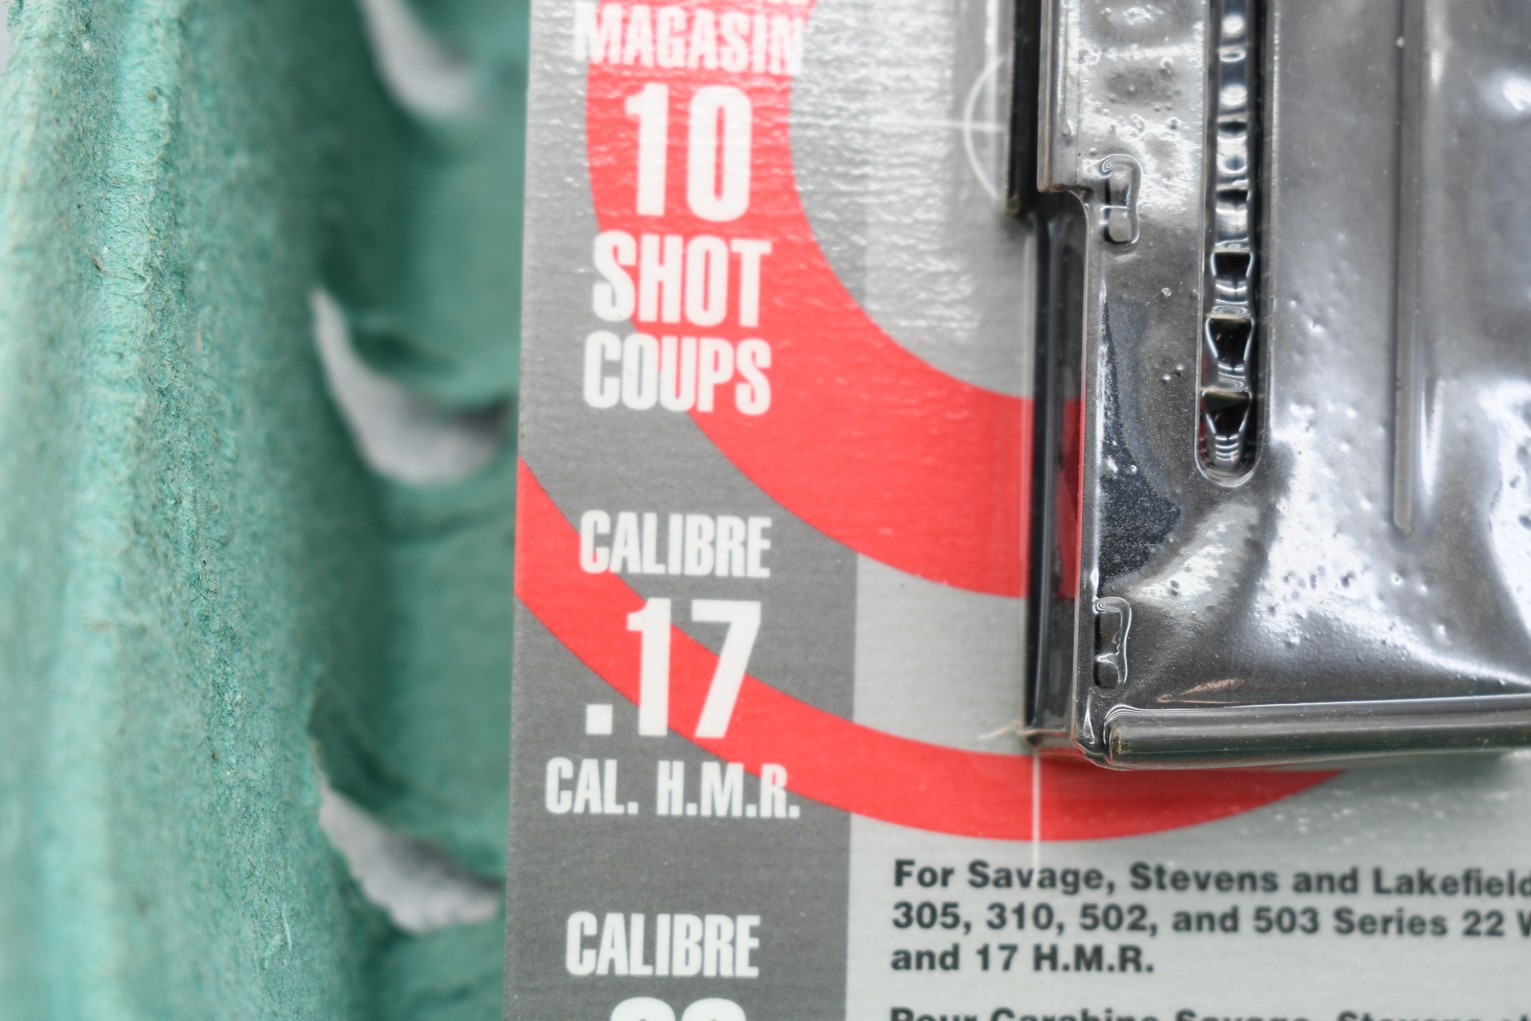 MAGASIN
10
SHOT
COUPS
CALIBRE
.17
CAL. H.M.R.
CALIBRE
For Savage, Stevens and Lakefield
305, 310, 502, and 503 Series 22
and 17 H.M.R.
Pour Carabine Savage, Stevens